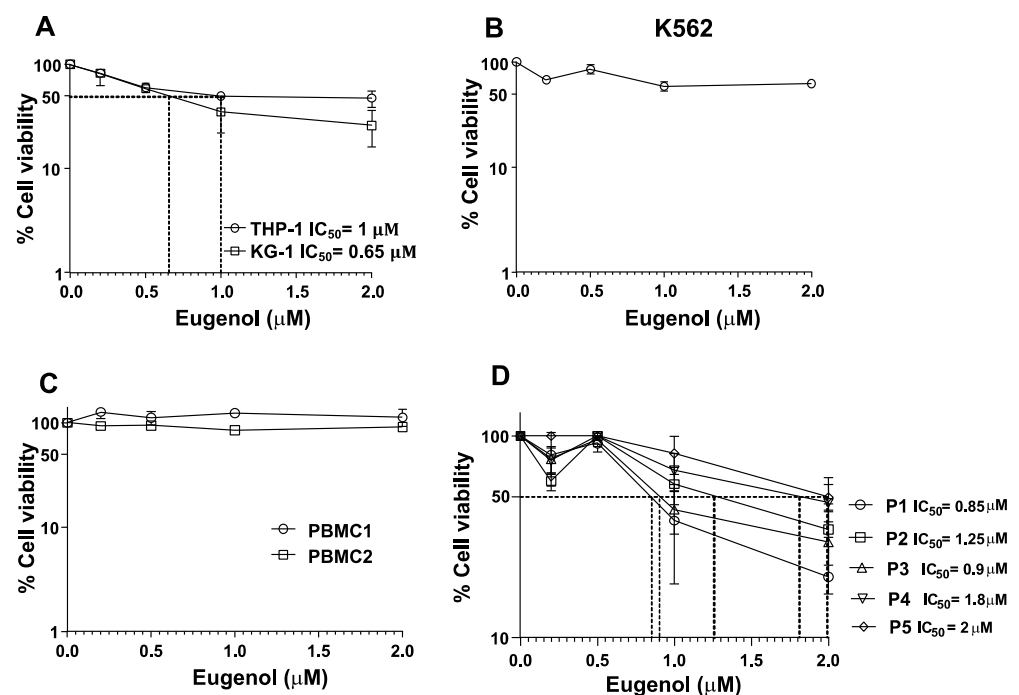 A
100
50
10
1
% Cell viability
THP-1 IC50= 1 μM
KG-1 IC50= 0.65 μM
0.0 0.5 1.0 1.5 2.0
Eugenol (μM)
B
K562
100
50
10
1
% Cell viability
0.0 0.5 1.0 1.5 2.0
Eugenol (μM)
C
100
50
10
1
% Cell viability
PBMC1
PBMC2
0.0 0.5 1.0 1.5 2.0
Eugenol (μM)
D
100
50
10
% Cell viability
0.0 0.5 1.0 1.5 2.0
Eugenol (μM)
P1 IC50= 0.85μM
P2 IC50= 1.25μM
P3 IC50= 0.9μM
P4 IC50= 1.8μM
P5 IC50= 2 μM